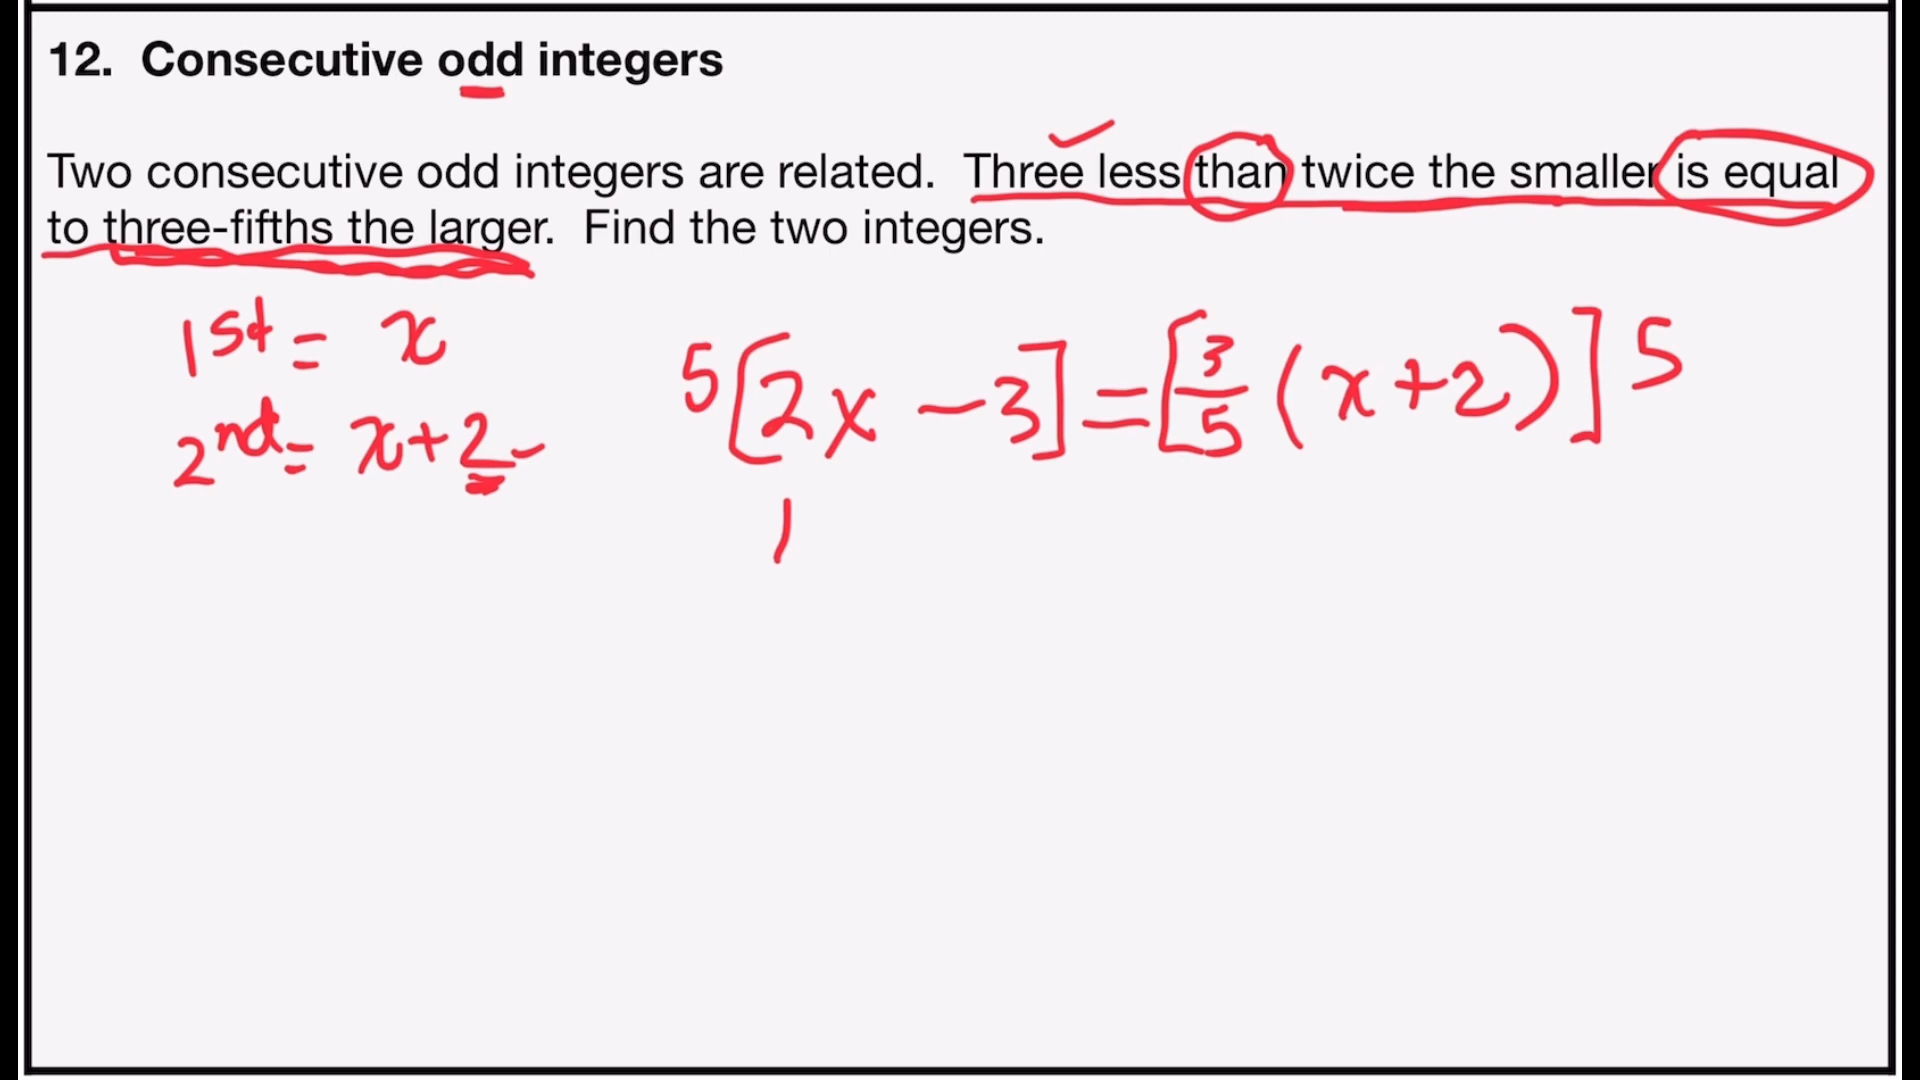 12. Consecutive odd integers
Two consecutive odd integers are related. Three less than twice the smaller is equal
to three-fifths the larger. Find the two integers.
1st = x
2nd = x+2
5[2x - 3] = [3/5 (x+2)] 5
1